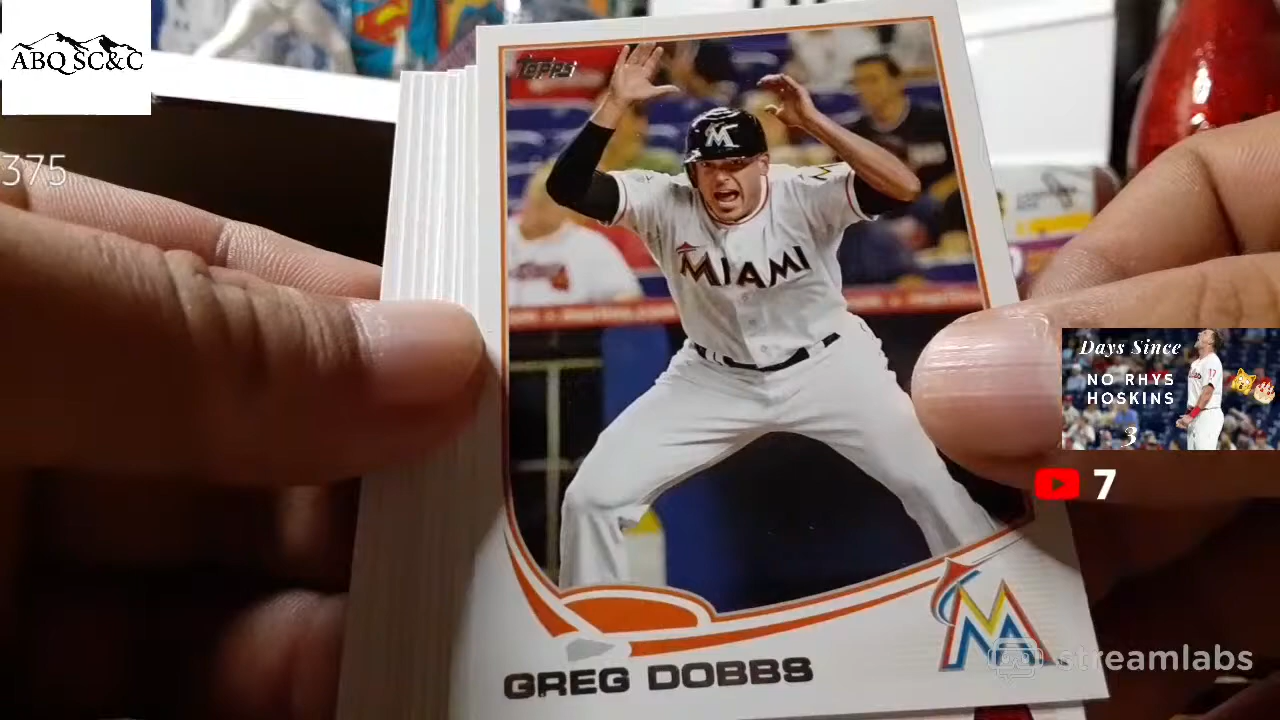 ABQ SC&C
Topps
375
M
MIAMI
Days Since
NO RHYS
HOSKINS
3
7
GREG DOBBS
M
streamlabs